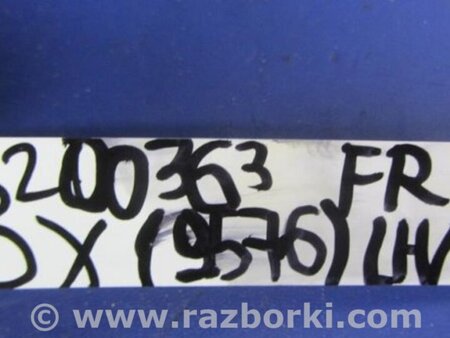 200363 FR
X (9576) LH
© www.razborki.com